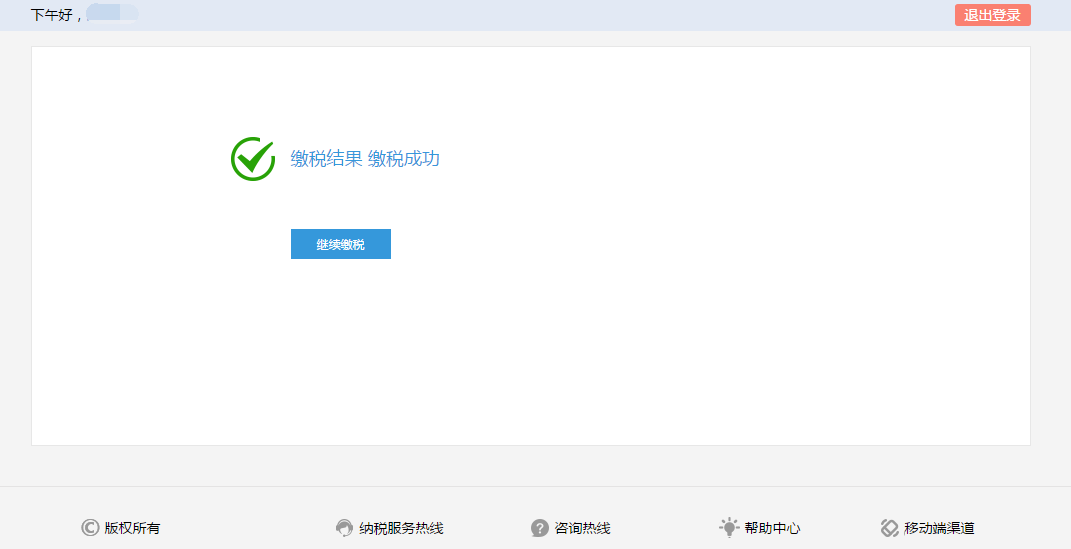 下午好，
退出登录
缴税结果 缴税成功
继续缴税
版权所有
纳税服务热线
咨询热线
帮助中心
移动端渠道